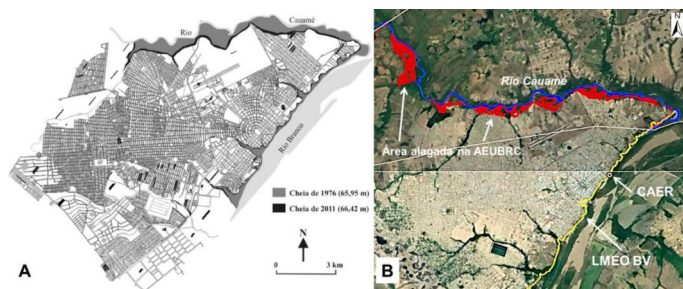 A
Rio
Cauamé
Rio Branco
Cheia de 1976 (65,95 m)
Cheia de 2011 (66,42 m)
N
0 3 km
B
N
Rio Cauamé
Área alagada na AEUBRC
CAER
LMEO BV